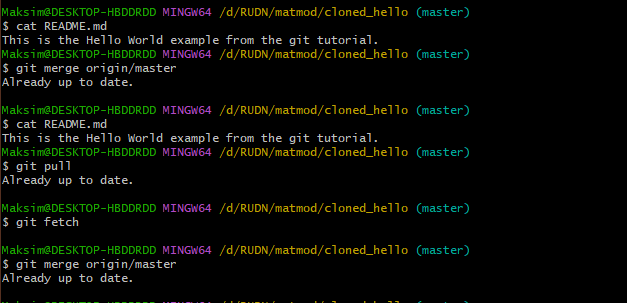 Maksim@DESKTOP-HBDDRDD MINGW64 /d/RUDN/matmod/cloned_hello (master)
$ cat README.md
This is the Hello World example from the git tutorial.
Maksim@DESKTOP-HBDDRDD MINGW64 /d/RUDN/matmod/cloned_hello (master)
$ git merge origin/master
Already up to date.
Maksim@DESKTOP-HBDDRDD MINGW64 /d/RUDN/matmod/cloned_hello (master)
$ cat README.md
This is the Hello World example from the git tutorial.
Maksim@DESKTOP-HBDDRDD MINGW64 /d/RUDN/matmod/cloned_hello (master)
$ git pull
Already up to date.
Maksim@DESKTOP-HBDDRDD MINGW64 /d/RUDN/matmod/cloned_hello (master)
$ git fetch
Maksim@DESKTOP-HBDDRDD MINGW64 /d/RUDN/matmod/cloned_hello (master)
$ git merge origin/master
Already up to date.